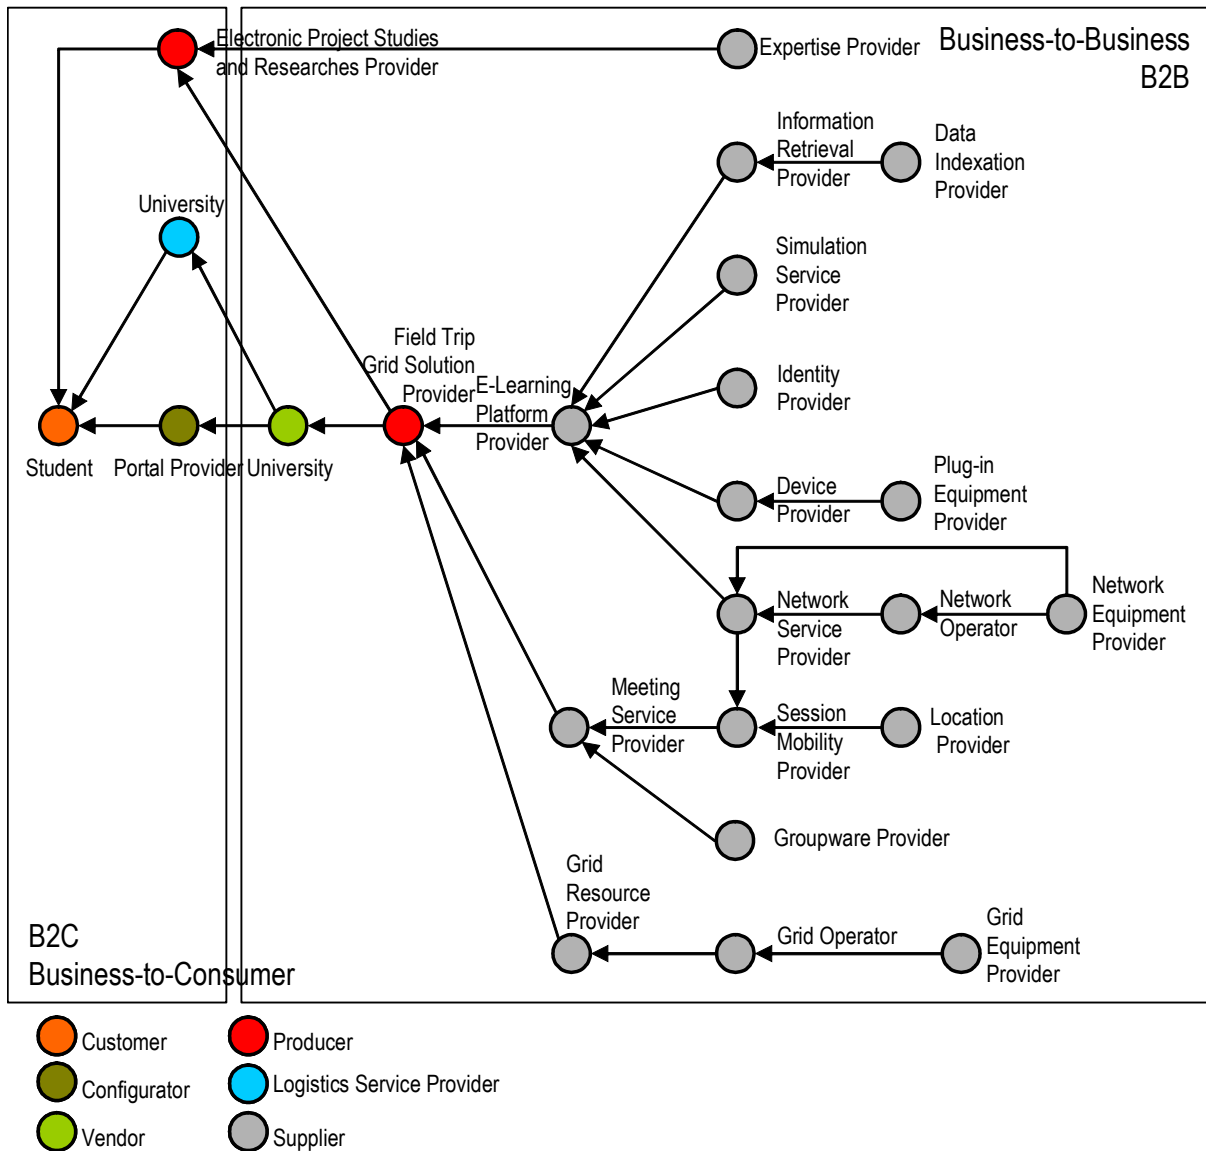 Electronic Project Studies
and Researches Provider
Expertise Provider
Business-to-Business
B2B
Information
Retrieval
Provider
Data
Indexation
Provider
University
Simulation
Service
Provider
Field Trip
Grid Solution
Provider
E-Learning
Platform
Provider
Identity
Provider
Student
Portal Provider
University
Device
Provider
Plug-in
Equipment
Provider
Network
Service
Provider
Network
Operator
Network
Equipment
Provider
Meeting
Service
Provider
Session
Mobility
Provider
Location
Provider
Groupware Provider
Grid
Resource
Provider
Grid Operator
Grid
Equipment
Provider
B2C
Business-to-Consumer
Customer
Producer
Configurator
Logistics Service Provider
Vendor
Supplier